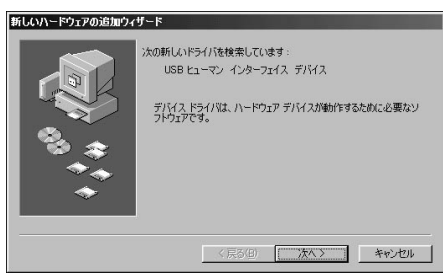 新しいハードウェアの追加ウィザード
次の新しいドライバを検索しています:
USB ヒューマン インターフェイス デバイス
デバイス ドライバは、ハードウェア デバイスが動作するために必要なソ
フトウェアです。
< 戻る(B)
次へ >
キャンセル